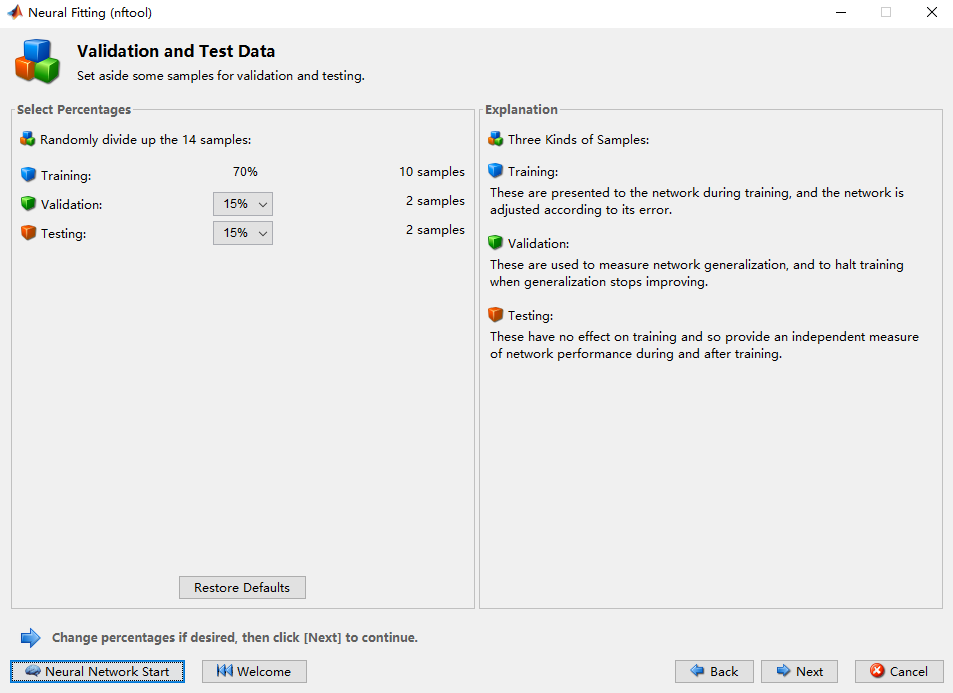 Neural Fitting (nftool)
Validation and Test Data
Set aside some samples for validation and testing.
Select Percentages
Randomly divide up the 14 samples:
Training: 70% 10 samples
Validation: 15% 2 samples
Testing: 15% 2 samples
Restore Defaults
Explanation
Three Kinds of Samples:
Training:
These are presented to the network during training, and the network is
adjusted according to its error.
Validation:
These are used to measure network generalization, and to halt training
when generalization stops improving.
Testing:
These have no effect on training and so provide an independent measure
of network performance during and after training.
Change percentages if desired, then click [Next] to continue.
Neural Network Start Welcome Back Next Cancel